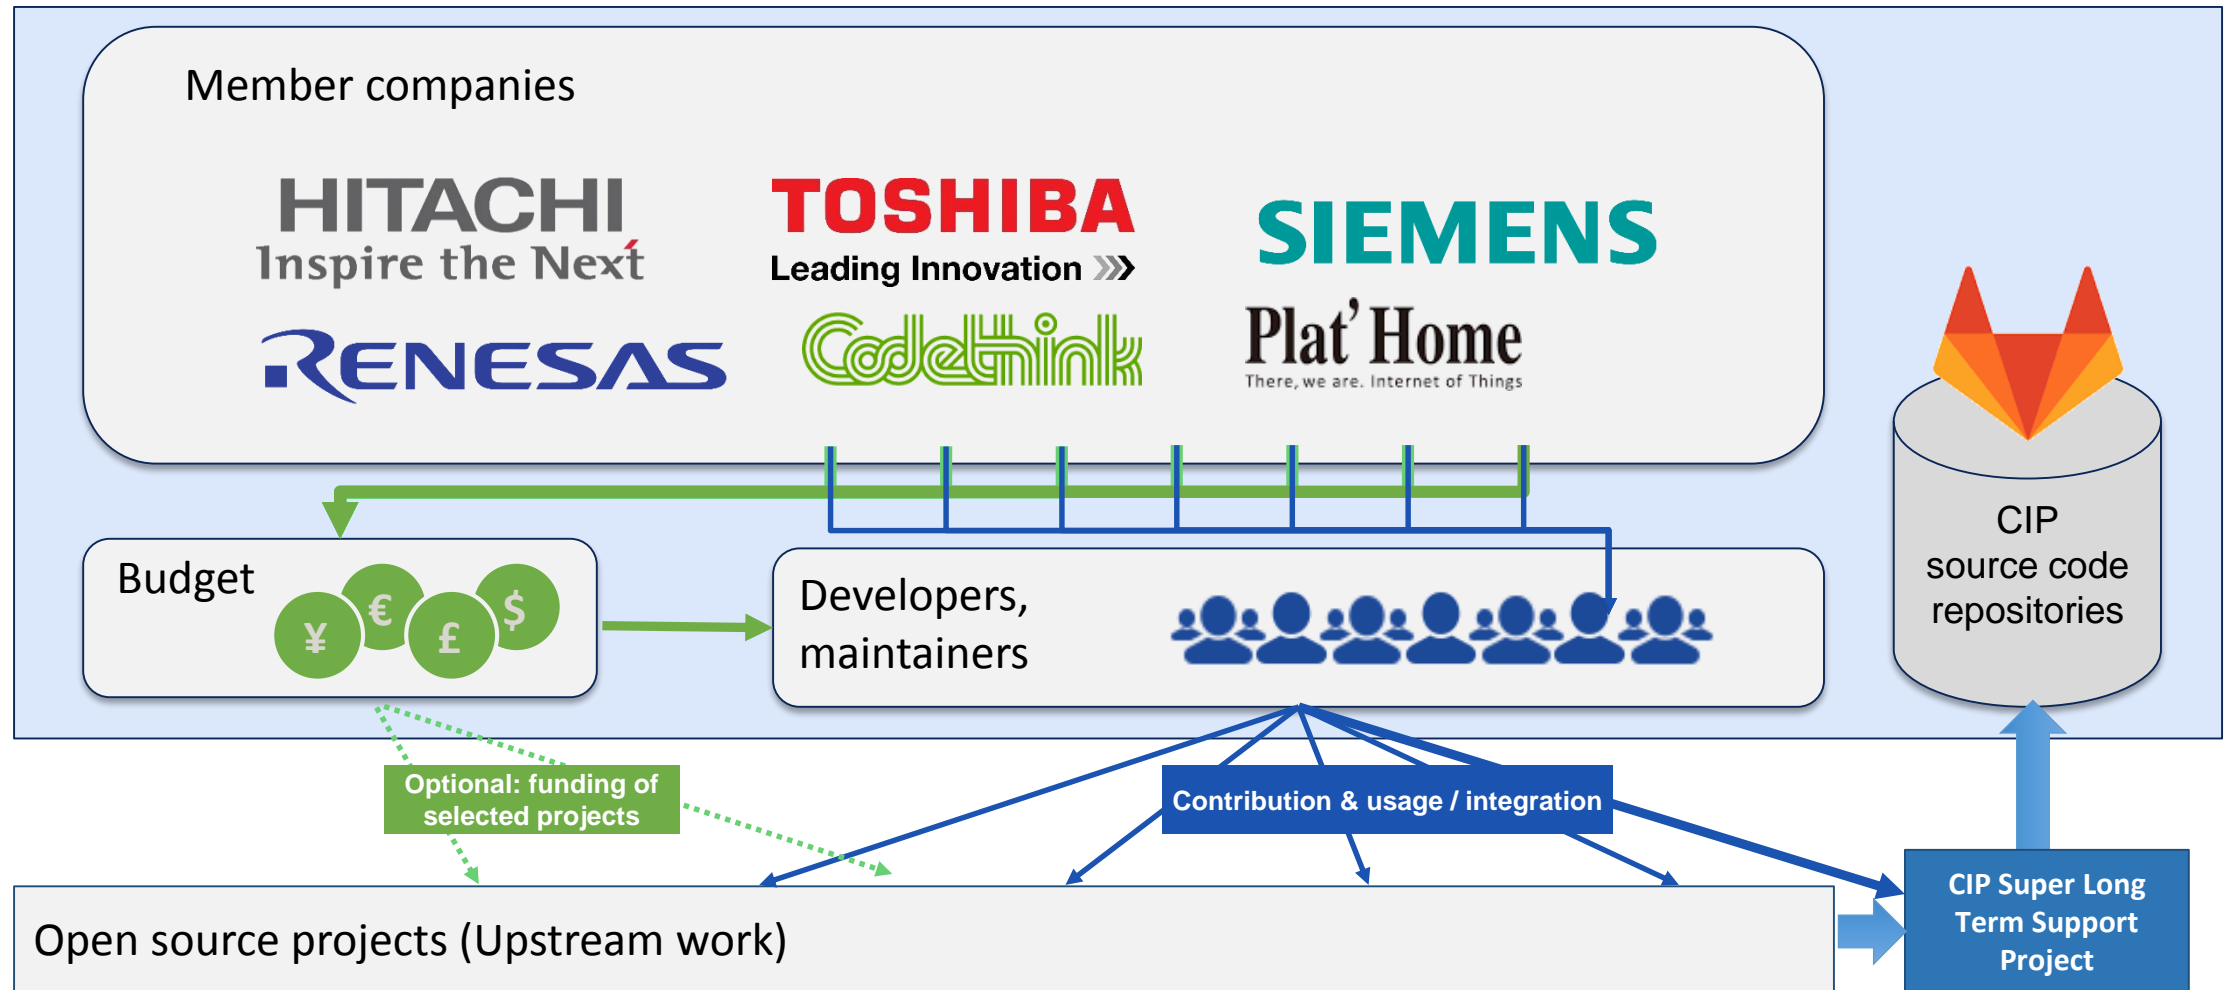 Member companies
HITACHI
Inspire the Next
TOSHIBA
Leading Innovation
SIEMENS
RENESAS
Codethink
Plat'Home
There, we are. Internet of Things
CIP
source code
repositories
Budget
¥ € £ $
Developers,
maintainers
Optional: funding of
selected projects
Contribution & usage / integration
Open source projects (Upstream work)
CIP Super Long
Term Support
Project